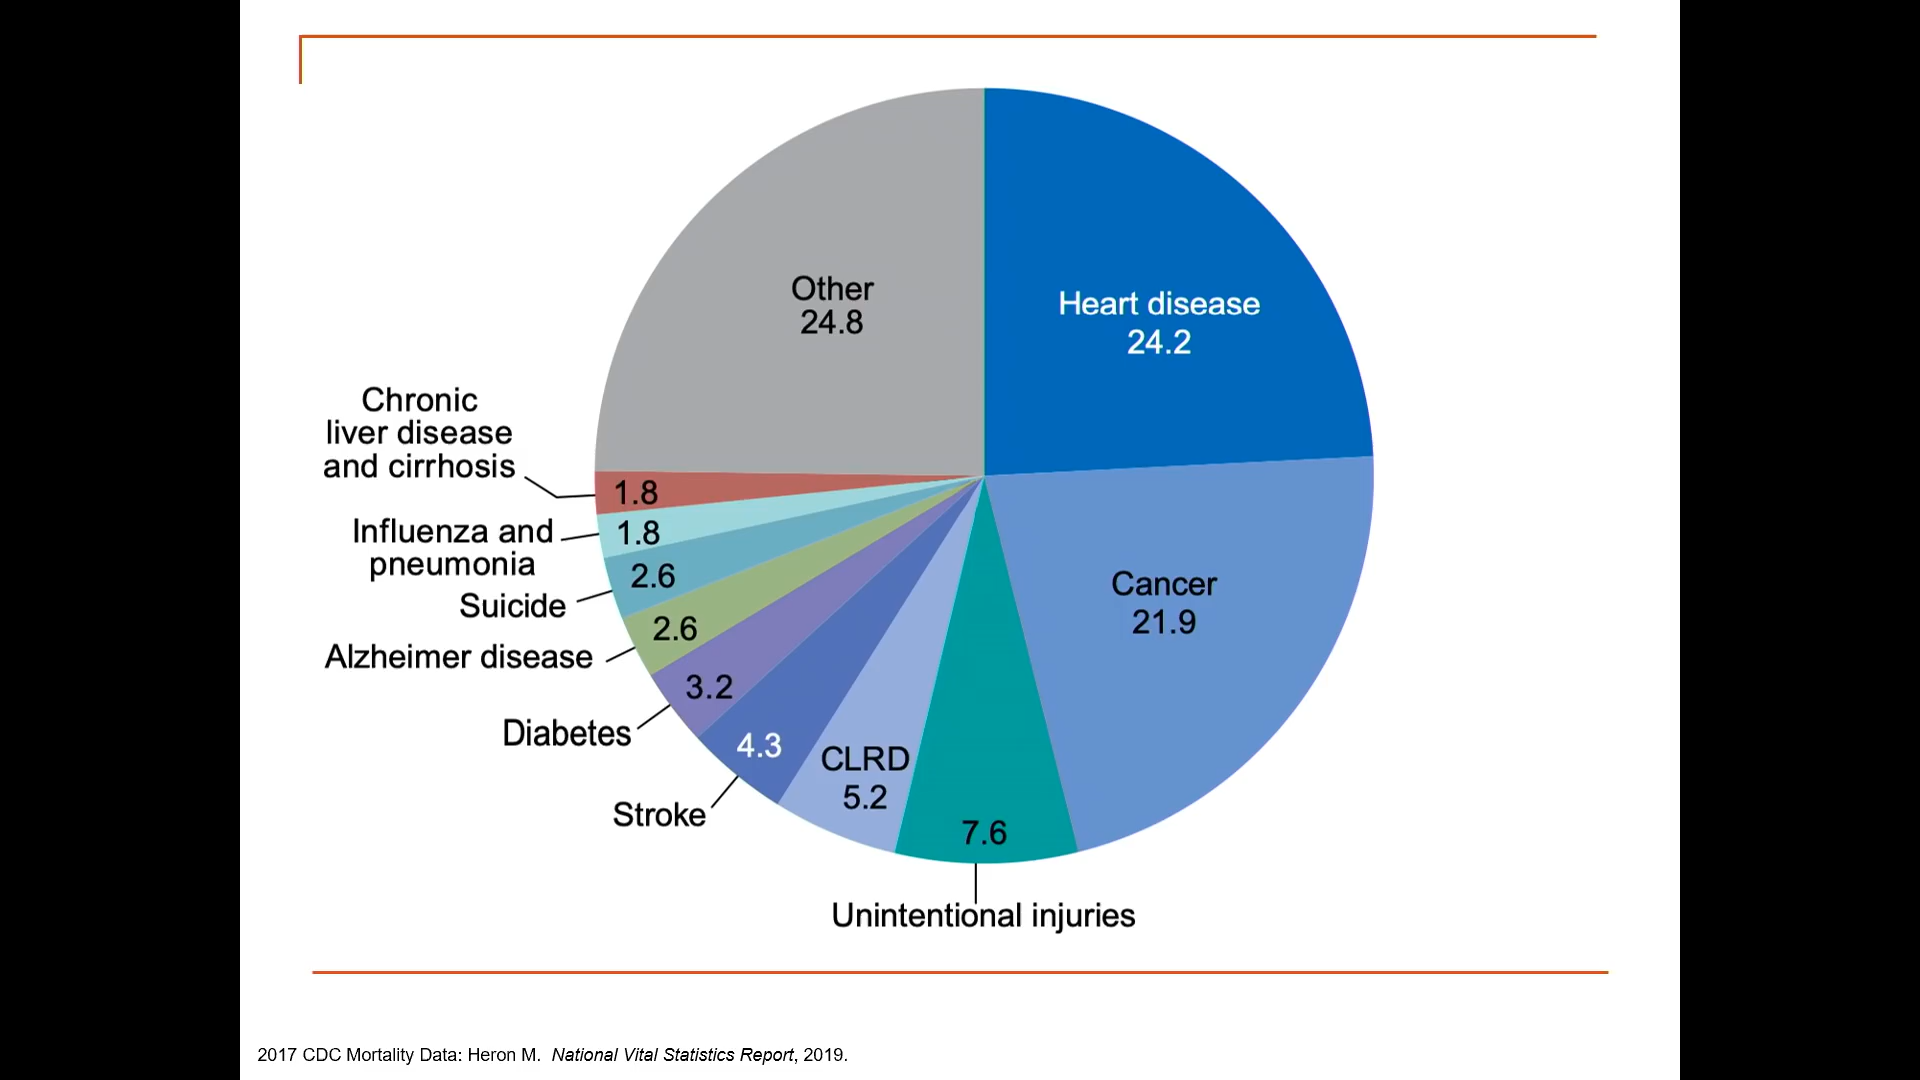 Other
24.8
Heart disease
24.2
Chronic
liver disease
and cirrhosis
1.8
Influenza and
pneumonia
1.8
Suicide
2.6
Alzheimer disease
2.6
Diabetes
3.2
Stroke
4.3
CLRD
5.2
7.6
Unintentional injuries
Cancer
21.9
2017 CDC Mortality Data: Heron M. National Vital Statistics Report, 2019.